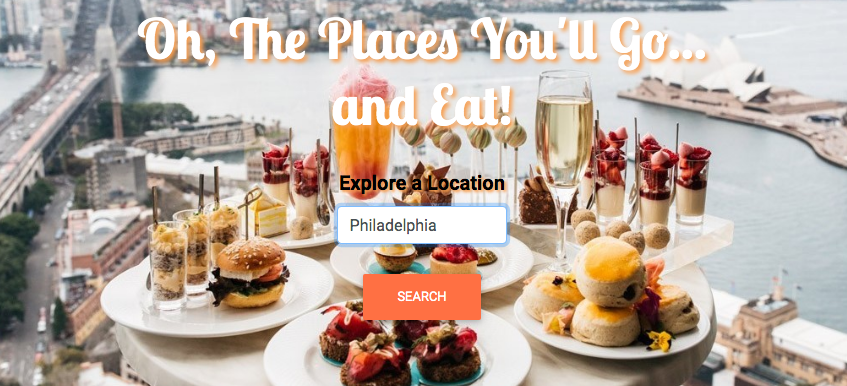 Oh, The Places You'll Go...
and Eat!
Explore a Location
Philadelphia
SEARCH